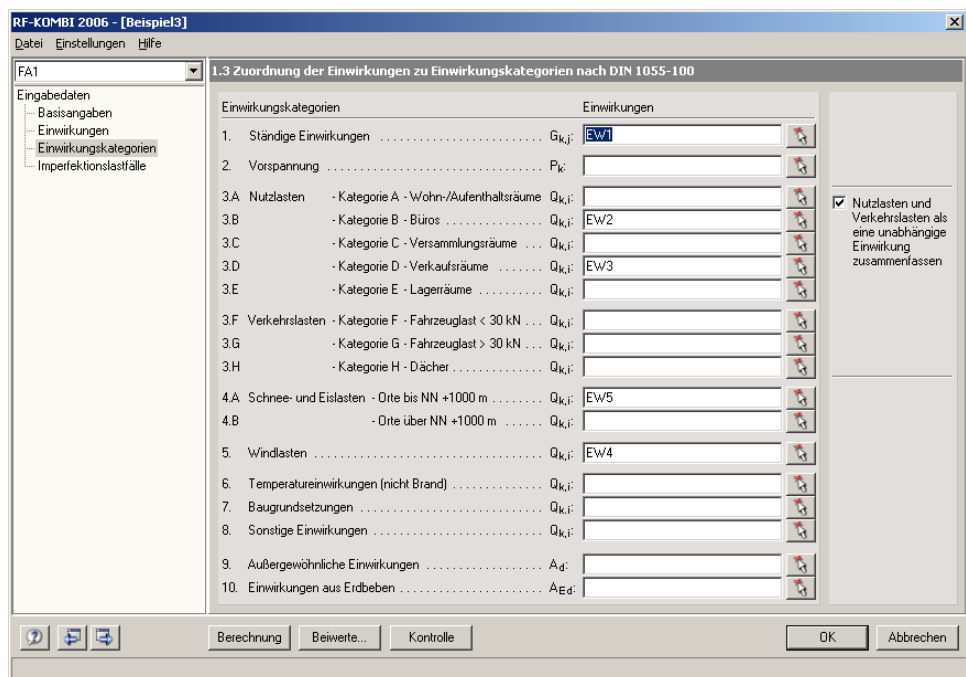 RF-KOMBI 2006 - [Beispiel3]
Datei Einstellungen Hilfe
FA1
1.3 Zuordnung der Einwirkungen zu Einwirkungskategorien nach DIN 1055-100
Eingabedaten
Basisangaben
Einwirkungen
Einwirkungskategorien
Imperfektionslastfälle
Einwirkungskategorien Einwirkungen
1. Ständige Einwirkungen ........................ Gk,j: EW1
2. Vorspannung .................................. Pk:
3.A Nutzlasten - Kategorie A - Wohn-/Aufenthaltsräume Qk,i:
3.B - Kategorie B - Büros .................. Qk,i: EW2
3.C - Kategorie C - Versammlungsräume ... Qk,i:
3.D - Kategorie D - Verkaufsräume ....... Qk,i: EW3
3.E - Kategorie E - Lagerräume .......... Qk,i:
3.F Verkehrslasten - Kategorie F - Fahrzeuglast < 30 kN ... Qk,i:
3.G - Kategorie G - Fahrzeuglast > 30 kN ... Qk,i:
3.H - Kategorie H - Dächer .............. Qk,i:
4.A Schnee- und Eislasten - Orte bis NN +1000 m ........ Qk,i: EW5
4.B - Orte über NN +1000 m ...... Qk,i:
5. Windlasten ................................... Qk,i: EW4
6. Temperatureinwirkungen (nicht Brand) .............. Qk,i:
7. Baugrundsetzungen ............................ Qk,i:
8. Sonstige Einwirkungen ........................ Qk,i:
9. Außergewöhnliche Einwirkungen .................. Ad:
10. Einwirkungen aus Erdbeben ..................... AEd:
Nutzlasten und
Verkehrslasten als
eine unabhängige
Einwirkung
zusammenfassen
Berechnung Beiwerte... Kontrolle OK Abbrechen